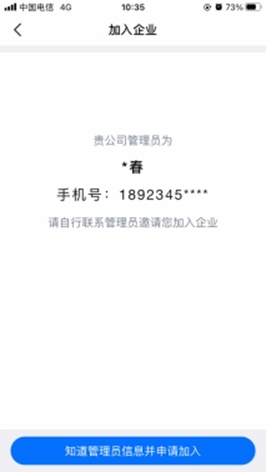 中国电信 4G 10:35 73%
加入企业
贵公司管理员为
*春
手机号：1892345****
请自行联系管理员邀请您加入企业
知道管理员信息并申请加入